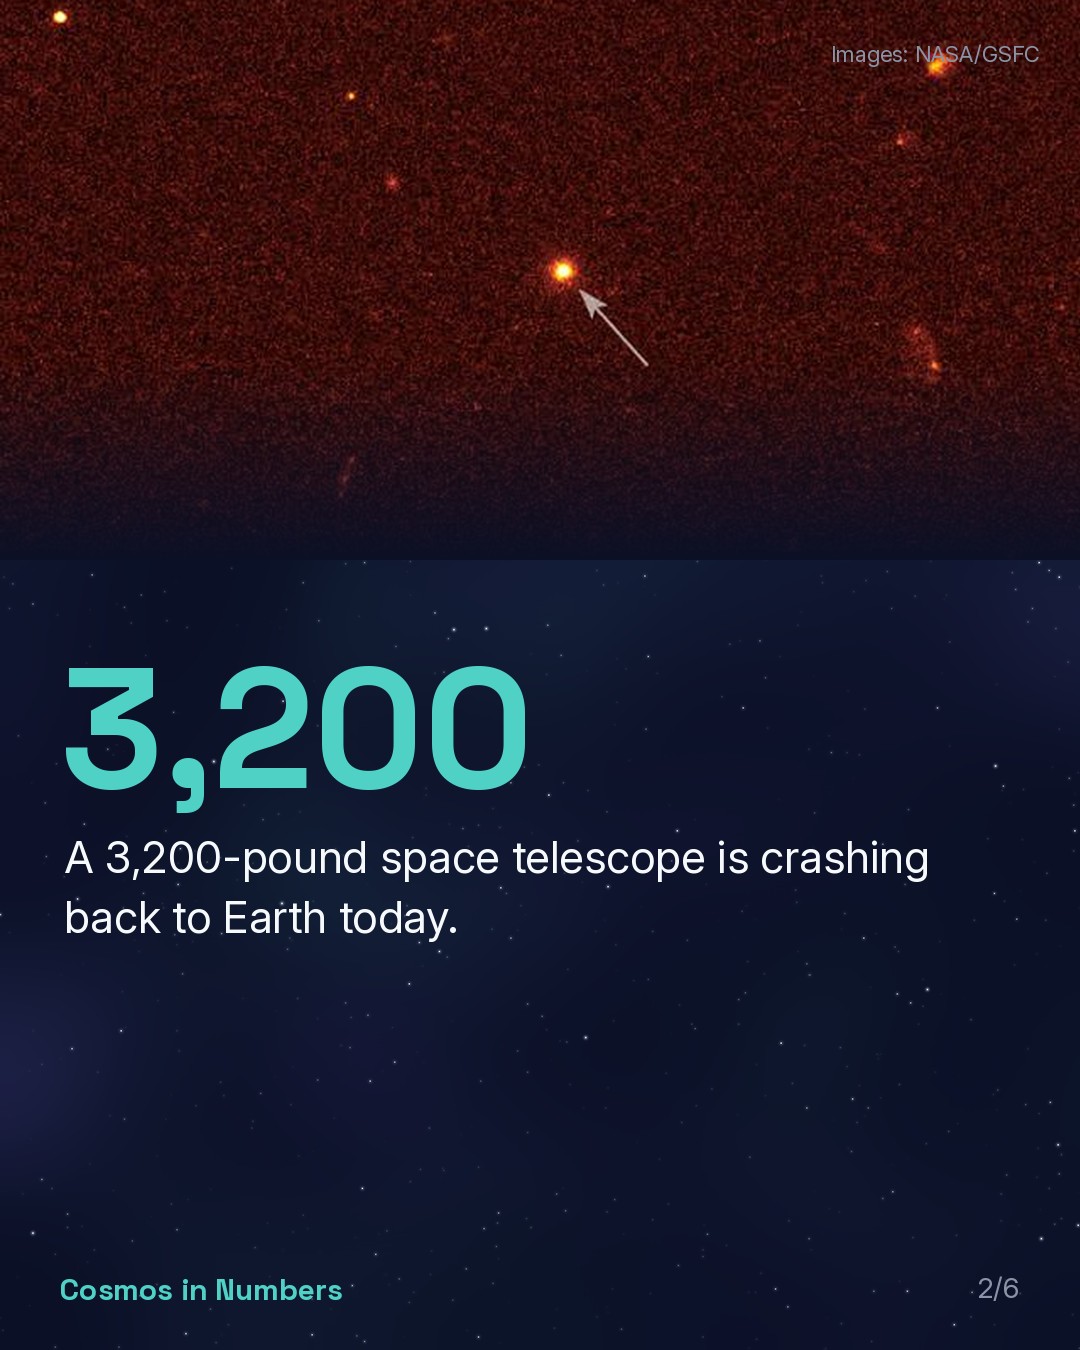 Images: NASA/GSFC
3,200
A 3,200-pound space telescope is crashing
back to Earth today.
Cosmos in Numbers
2/6